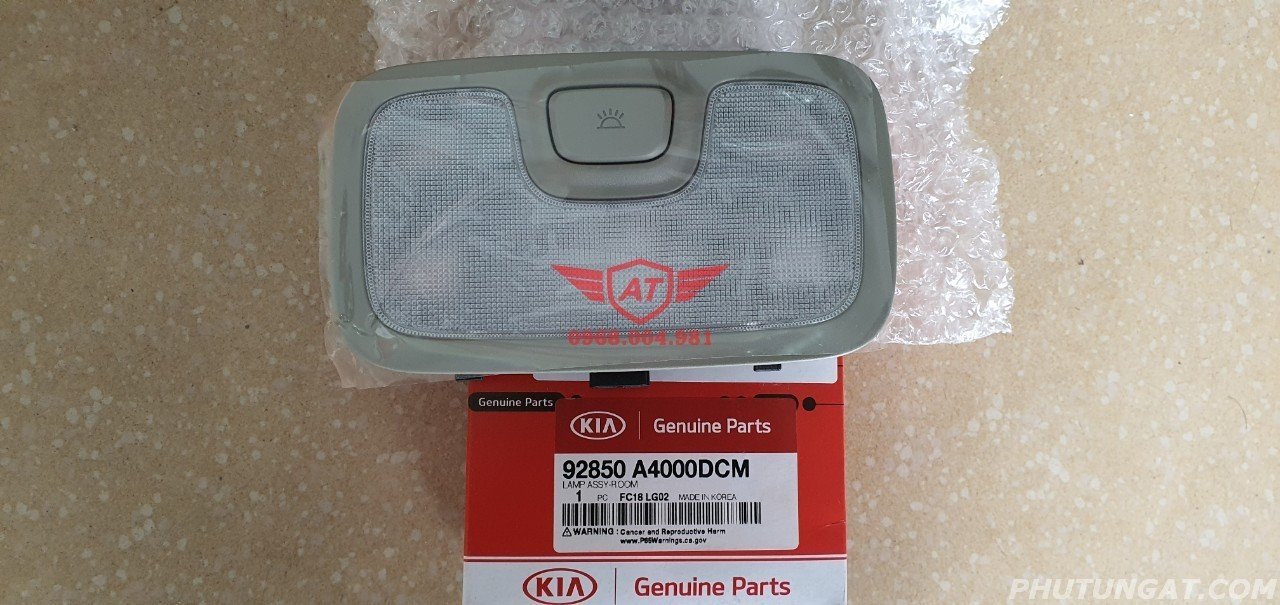 AT
0968.004.981
Genuine Parts
KIA Genuine Parts
92850 A4000DCM
LAMP ASSY-ROOM
1 PC FC18 LG02 MADE IN KOREA
⚠WARNING : Cancer and Reproductive Harm
www.P65Warnings.ca.gov
KIA Genuine Parts
PHUTUNGAT.COM